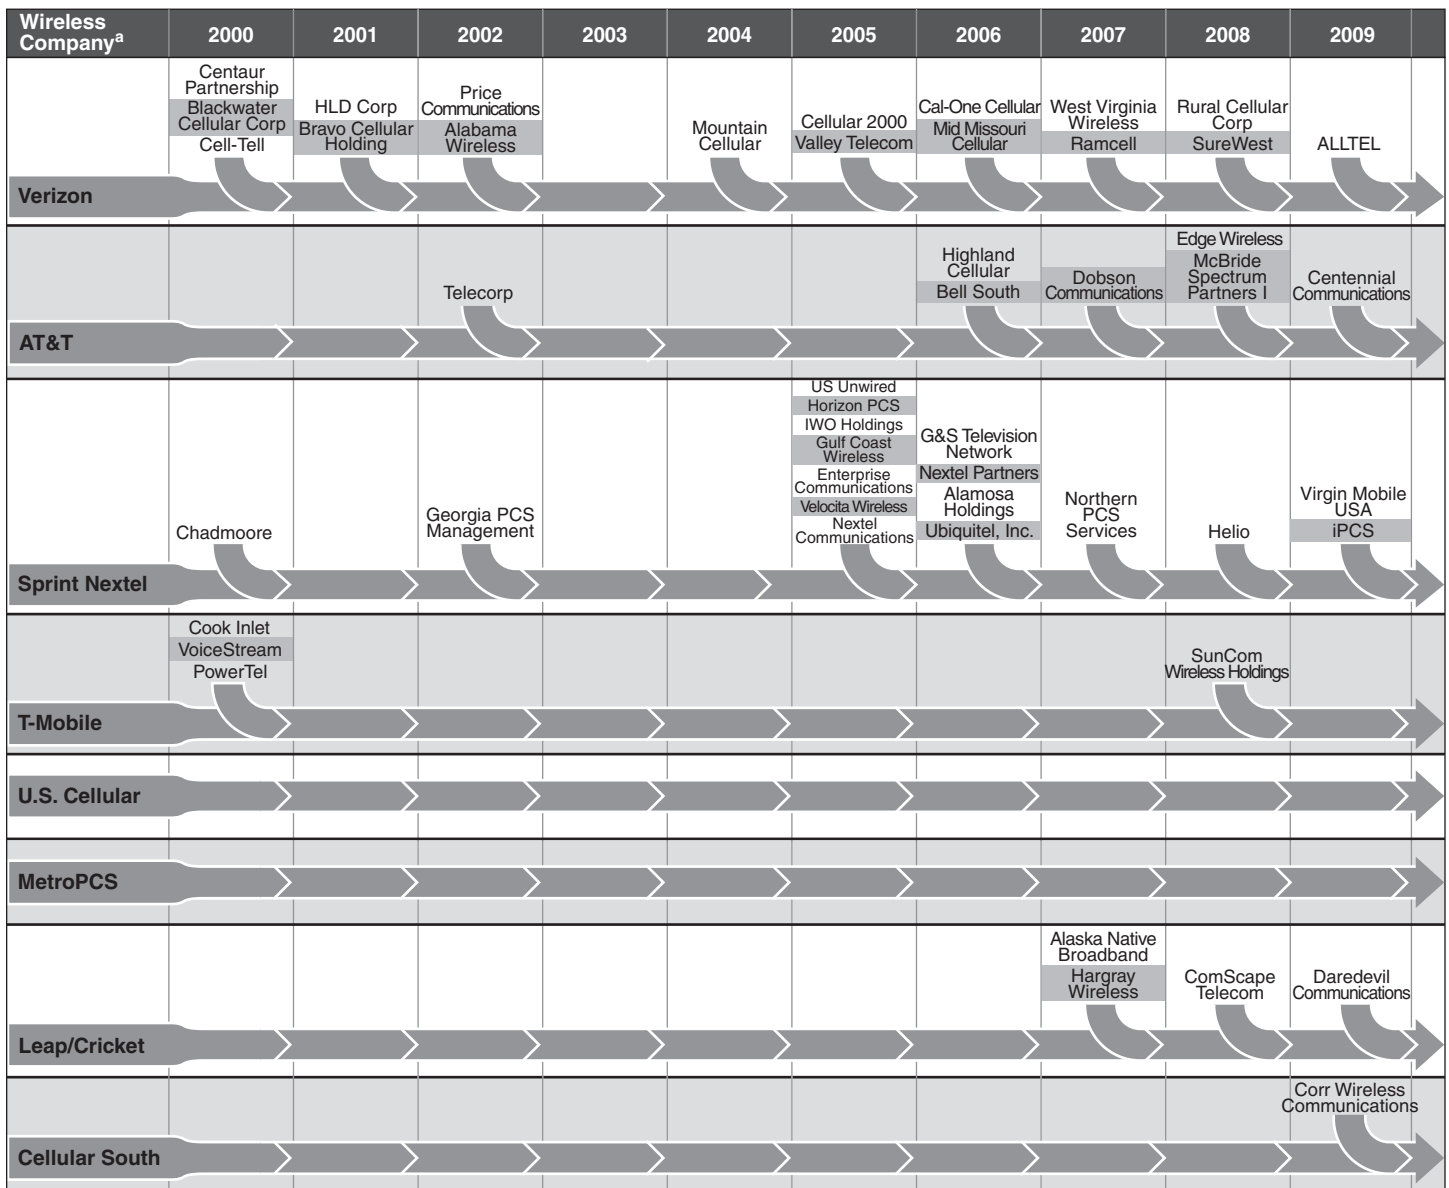 Wireless
Companyᵃ 2000 2001 2002 2003 2004 2005 2006 2007 2008 2009
Centaur
Partnership
Blackwater
Cellular Corp
Cell-Tell
HLD Corp
Bravo Cellular
Holding
Price
Communications
Alabama
Wireless
Mountain
Cellular
Cellular 2000
Valley Telecom
Cal-One Cellular
Mid Missouri
Cellular
West Virginia
Wireless
Ramcell
Rural Cellular
Corp
SureWest
ALLTEL
Verizon
Telecorp
Highland
Cellular
Bell South
Dobson
Communications
Edge Wireless
McBride
Spectrum
Partners I
Centennial
Communications
AT&T
Chadmoore
Georgia PCS
Management
US Unwired
Horizon PCS
IWO Holdings
Gulf Coast
Wireless
Enterprise
Communications
Velocita Wireless
Nextel
Communications
G&S Television
Network
Nextel Partners
Alamosa
Holdings
Ubiquitel, Inc.
Northern
PCS
Services
Helio
Virgin Mobile
USA
iPCS
Sprint Nextel
Cook Inlet
VoiceStream
PowerTel
SunCom
Wireless Holdings
T-Mobile
U.S. Cellular
MetroPCS
Alaska Native
Broadband
Hargray
Wireless
ComScape
Telecom
Daredevil
Communications
Leap/Cricket
Corr Wireless
Communications
Cellular South